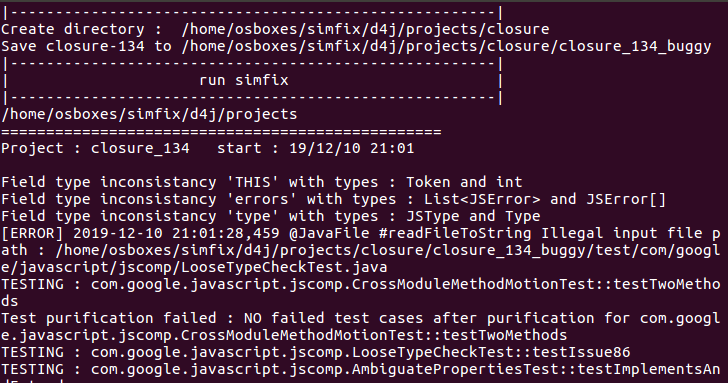 |------------------------------------------------------|
Create directory :  /home/osboxes/simfix/d4j/projects/closure
Save closure-134 to /home/osboxes/simfix/d4j/projects/closure/closure_134_buggy
|------------------------------------------------------|
|                     run simfix                       |
|------------------------------------------------------|
/home/osboxes/simfix/d4j/projects
=================================================
Project : closure_134   start : 19/12/10 21:01

Field type inconsistancy 'THIS' with types : Token and int
Field type inconsistancy 'errors' with types : List<JSError> and JSError[]
Field type inconsistancy 'type' with types : JSType and Type
[ERROR] 2019-12-10 21:01:28,459 @JavaFile #readFileToString Illegal input file p
ath : /home/osboxes/simfix/d4j/projects/closure/closure_134_buggy/test/com/googl
e/javascript/jscomp/LooseTypeCheckTest.java
TESTING : com.google.javascript.jscomp.CrossModuleMethodMotionTest::testTwoMetho
ds
Test purification failed : NO failed test cases after purification for com.googl
e.javascript.jscomp.CrossModuleMethodMotionTest::testTwoMethods
TESTING : com.google.javascript.jscomp.LooseTypeCheckTest::testIssue86
TESTING : com.google.javascript.jscomp.AmbiguatePropertiesTest::testImplementsAn